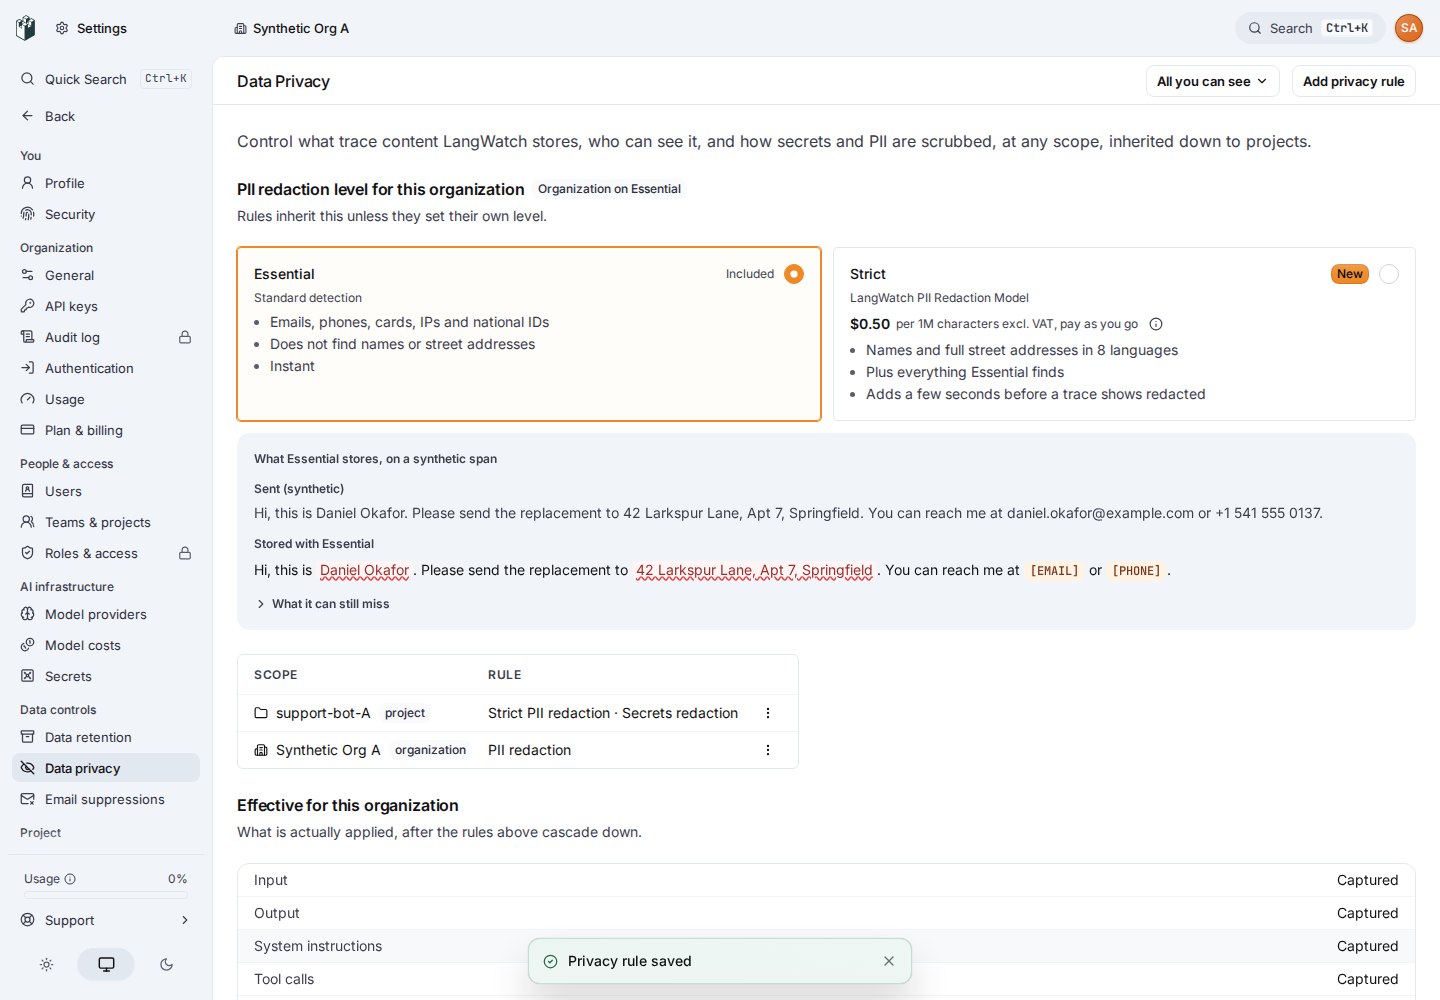 Settings
Synthetic Org A
Search Ctrl+K
SA
Quick Search Ctrl+K
Back
You
Profile
Security
Organization
General
API keys
Audit log
Authentication
Usage
Plan & billing
People & access
Users
Teams & projects
Roles & access
AI infrastructure
Model providers
Model costs
Secrets
Data controls
Data retention
Data privacy
Email suppressions
Project
Usage 0%
Support
Data Privacy
All you can see
Add privacy rule
Control what trace content LangWatch stores, who can see it, and how secrets and PII are scrubbed, at any scope, inherited down to projects.
PII redaction level for this organization Organization on Essential
Rules inherit this unless they set their own level.
Essential Included
Standard detection
• Emails, phones, cards, IPs and national IDs
• Does not find names or street addresses
• Instant
Strict New
LangWatch PII Redaction Model
$0.50 per 1M characters excl. VAT, pay as you go
• Names and full street addresses in 8 languages
• Plus everything Essential finds
• Adds a few seconds before a trace shows redacted
What Essential stores, on a synthetic span
Sent (synthetic)
Hi, this is Daniel Okafor. Please send the replacement to 42 Larkspur Lane, Apt 7, Springfield. You can reach me at daniel.okafor@example.com or +1 541 555 0137.
Stored with Essential
Hi, this is Daniel Okafor . Please send the replacement to 42 Larkspur Lane, Apt 7, Springfield . You can reach me at [EMAIL] or [PHONE] .
What it can still miss
SCOPE RULE
support-bot-A project Strict PII redaction · Secrets redaction
Synthetic Org A organization PII redaction
Effective for this organization
What is actually applied, after the rules above cascade down.
Input Captured
Output Captured
System instructions Captured
Tool calls Captured
Privacy rule saved